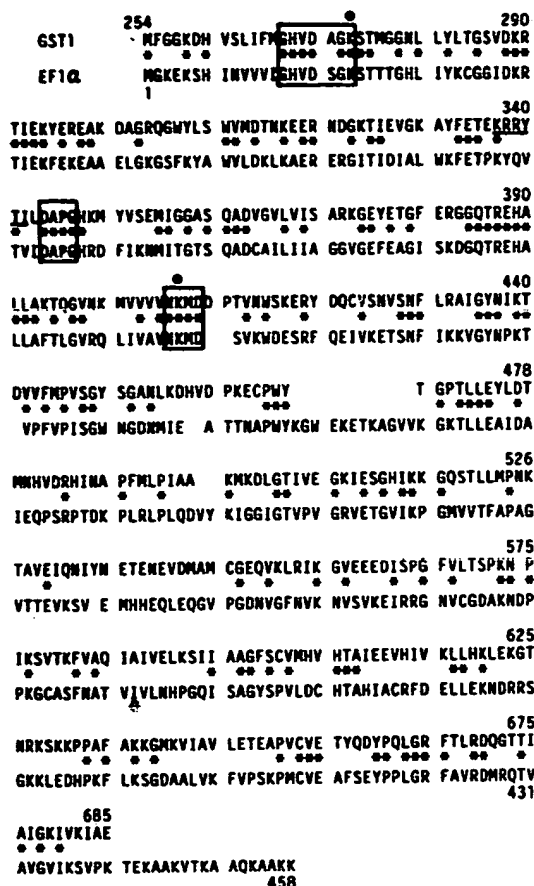 254 290
GST1 MFGGKDH VSLIFMGHVD AGKSTMGGNL LYLTGSVDKR
EF1α MGKEKSH INVVVIGHVD SGKSTTTGHL IYKCGGIDKR
1
340
TIEKYEREAK DAGRQGWYLS WVMDTNKEER NDGKTIEVGK AYFETEKRRY
TIEKFEKEAA ELGKGSFKYA WVLDKLKAER ERGITIDIAL WKFETPKYQV
390
TILDAPGHKM YVSEMIGGAS QADVGVLVIS ARKGEYETGF ERGGQTREHA
TVIDAPGHRD FIKNMITGTS QADCAILIIA GGVGEFEAGI SKDGQTREHA
440
LLAKTQGVNK MVVVVNKMDD PTVNWSKERY DQCVSNVSNF LRAIGYNIKT
LLAFTLGVRQ LIVAVNKMD SVKWDESRF QEIVKETSNF IKKVGYNPKT
478
DVVFMPVSGY SGANLKDHVD PKECPWY T GPTLLEYLDT
VPFVPISGW NGDNMIE A TTNAPWYKGW EKETKAGVVK GKTLLEAIDA
526
MNHVDRHINA PFMLPIAA KMKDLGTIVE GKIESGHIKK GQSTLLMPNK
IEQPSRPTDK PLRLPLQDVY KIGGIGTVPV GRVETGVIKP GMVVTFAPAG
575
TAVEIQNIYN ETENEVDMAM CGEQVKLRIK GVEEEDISPG FVLTSPKN P
VTTEVKSV E MHHEQLEQGV PGDNVGFNVK NVSVKEIRRG NVCGDAKNDP
625
IKSVTKFVAQ IAIVELKSII AAGFSCVMHV HTAIEEVHIV KLLHKLEKGT
PKGCASFNAT VIVLNHPGQI SAGYSPVLDC HTAHIACRFD ELLEKNDRRS
675
NRKSKKPPAF AKKGMKVIAV LETEAPVCVE TYQDYPQLGR FTLRDQGTTI
GKKLEDHPKF LKSGDAALVK FVPSKPMCVE AFSEYPPLGR FAVRDMRQTV
431
685
AIGKIVKIAE
AVGVIKSVPK TEKAAKVTKA AQKAAKK
458